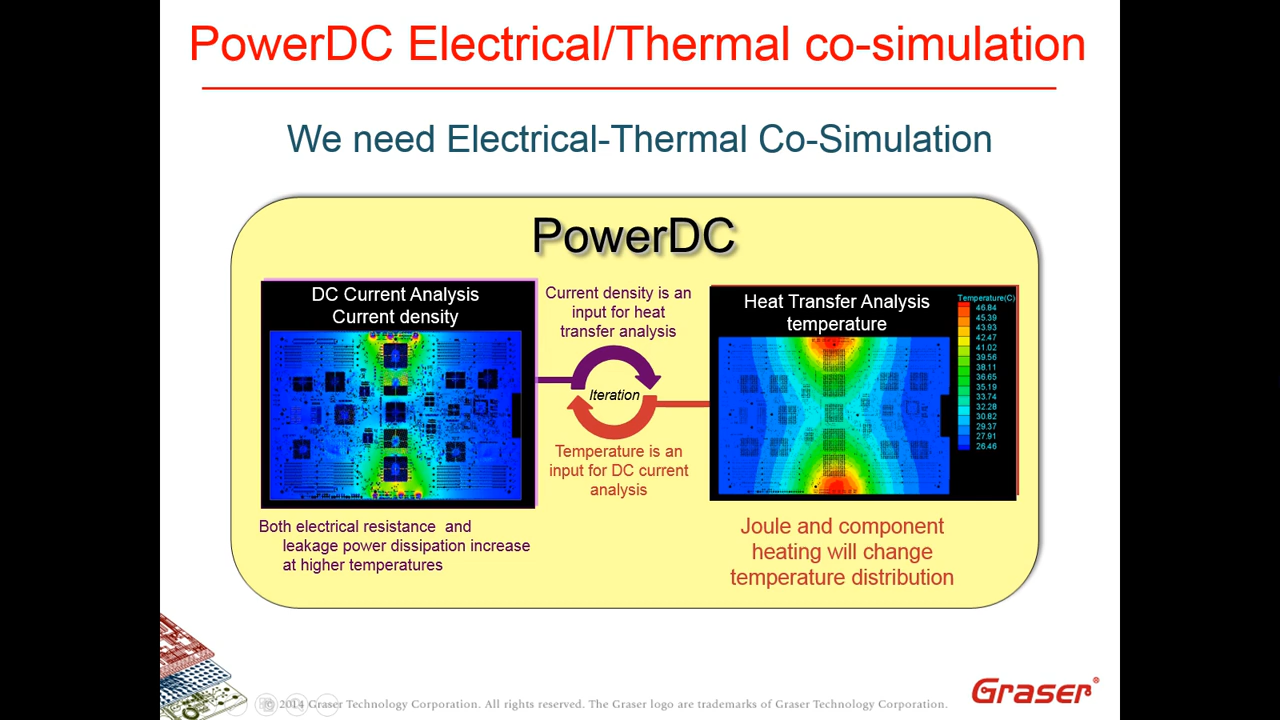 PowerDC Electrical/Thermal co-simulation
We need Electrical-Thermal Co-Simulation
PowerDC
DC Current Analysis
Current density
Current density is an
input for heat
transfer analysis
Iteration
Temperature is an
input for DC current
analysis
Heat Transfer Analysis
temperature
Temperature(C)
46.84
45.39
43.93
42.47
41.02
39.56
38.11
36.65
35.19
33.74
32.28
30.82
29.37
27.91
26.46
Both electrical resistance and
leakage power dissipation increase
at higher temperatures
Joule and component
heating will change
temperature distribution
© 2014 Graser Technology Corporation. All rights reserved. The Graser logo are trademarks of Graser Technology Corporation.
Graser®